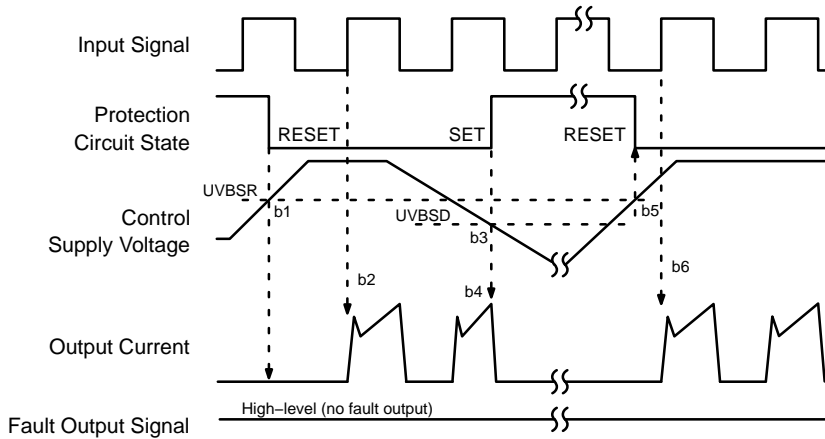 Input Signal
Protection
Circuit State
RESET
SET
RESET
UVBSR
b1
UVBSD
b3
b5
Control
Supply Voltage
b2
b4
b6
Output Current
High−level (no fault output)
Fault Output Signal